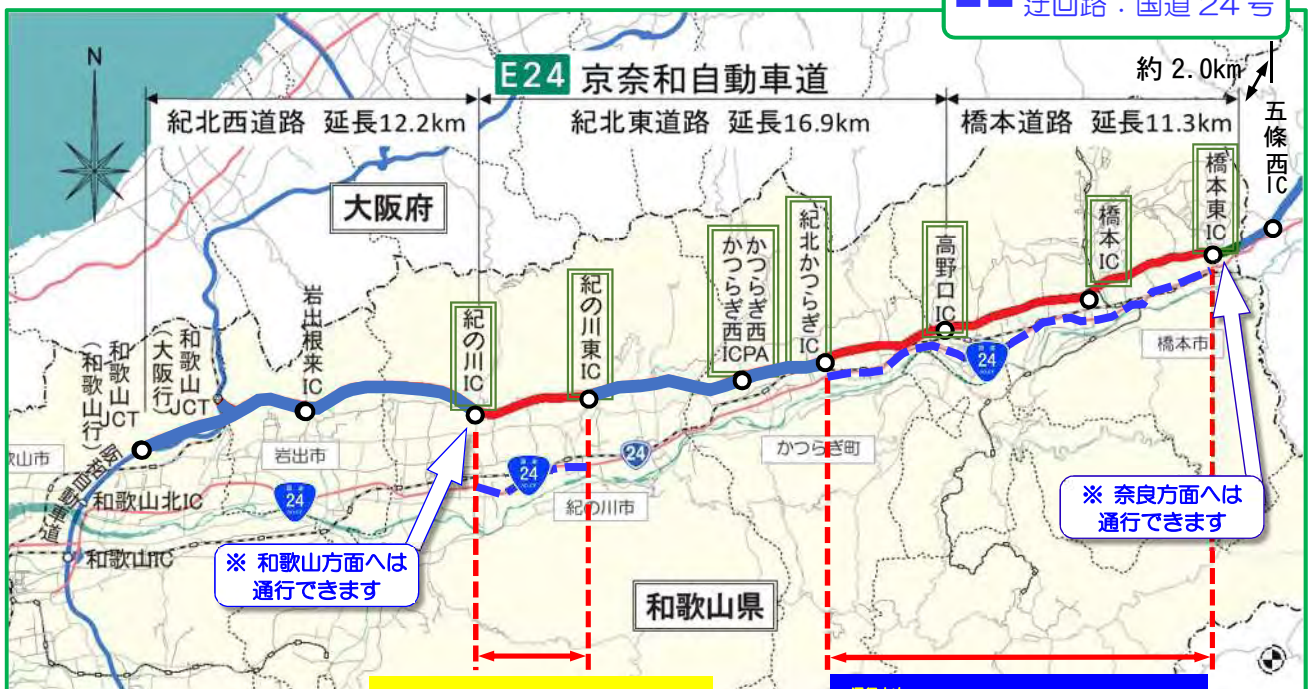 迂回路：国道24号
N
E24 京奈和自動車道
約 2.0km
紀北西道路 延長12.2km
紀北東道路 延長16.9km
橋本道路 延長11.3km
五條西IC
大阪府
橋本東IC
橋本IC
高野口IC
紀北かつらぎIC
かつらぎ西PA
かつらぎ西IC
紀の川東IC
紀の川IC
岩出根来IC
和歌山JCT
（大阪行）
和歌山JCT
（和歌山行）
橋本市
24
かつらぎ町
岩出市
24
24
24
紀の川市
和歌山北IC
和歌山IC
※ 和歌山方面へは
通行できます
※ 奈良方面へは
通行できます
和歌山県